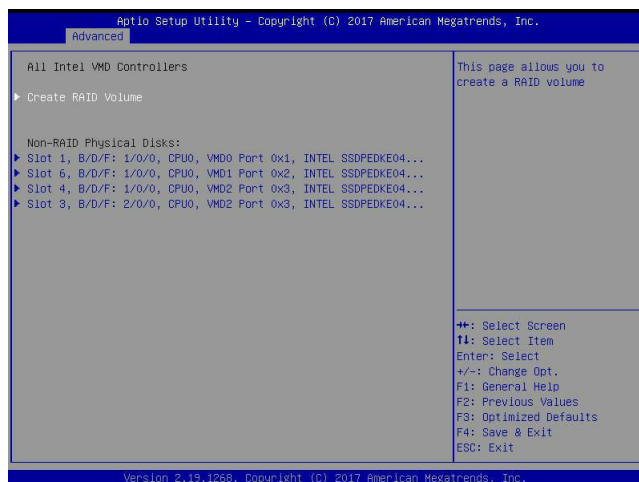 Aptio Setup Utility – Copyright (C) 2017 American Megatrends, Inc.
Advanced
All Intel VMD Controllers
Create RAID Volume
Non-RAID Physical Disks:
Slot 1, B/D/F: 1/0/0, CPU0, VMD0 Port 0x1, INTEL SSDPEDKE04...
Slot 6, B/D/F: 1/0/0, CPU0, VMD1 Port 0x2, INTEL SSDPEDKE04...
Slot 4, B/D/F: 1/0/0, CPU0, VMD2 Port 0x3, INTEL SSDPEDKE04...
Slot 3, B/D/F: 2/0/0, CPU0, VMD2 Port 0x3, INTEL SSDPEDKE04...
This page allows you to
create a RAID volume
→←: Select Screen
↑↓: Select Item
Enter: Select
+/-: Change Opt.
F1: General Help
F2: Previous Values
F3: Optimized Defaults
F4: Save & Exit
ESC: Exit
Version 2.19.1268. Copyright (C) 2017 American Megatrends, Inc.